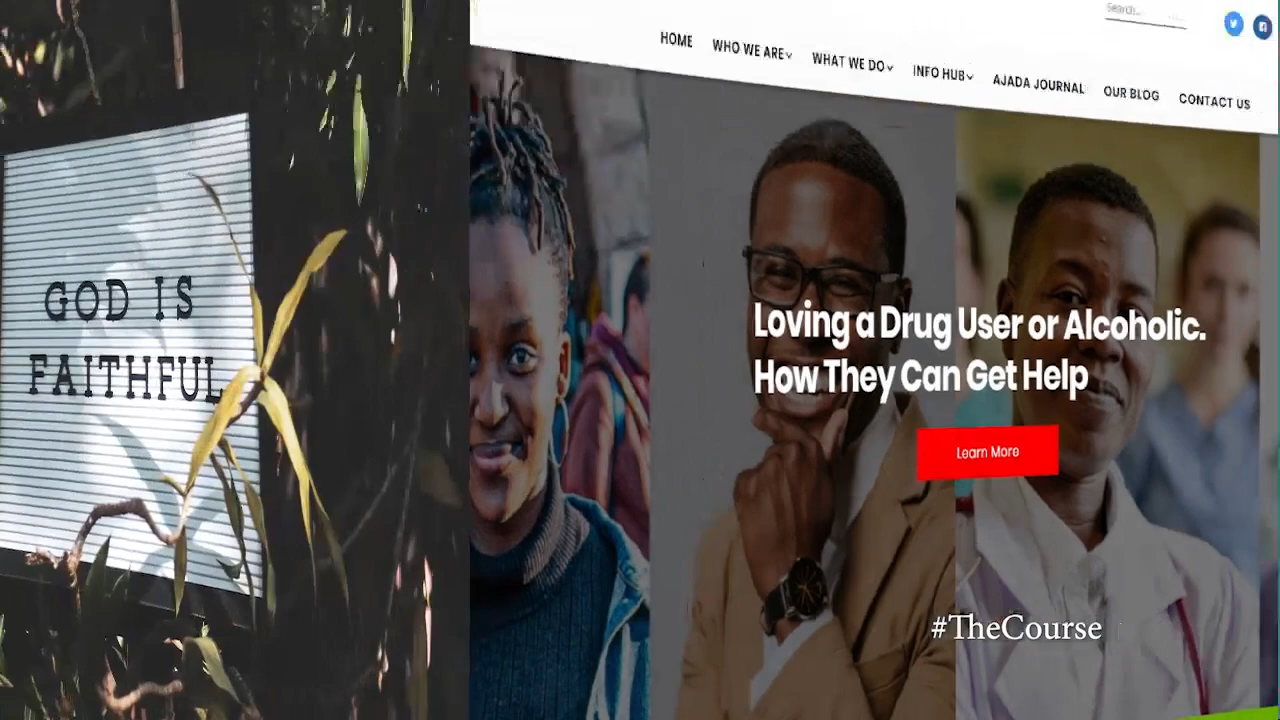 GOD IS
FAITHFUL
Search...
HOME
WHO WE ARE
WHAT WE DO
INFO HUB
AJADA JOURNAL
OUR BLOG
CONTACT US
Loving a Drug User or Alcoholic.
How They Can Get Help
Learn More
#TheCourse